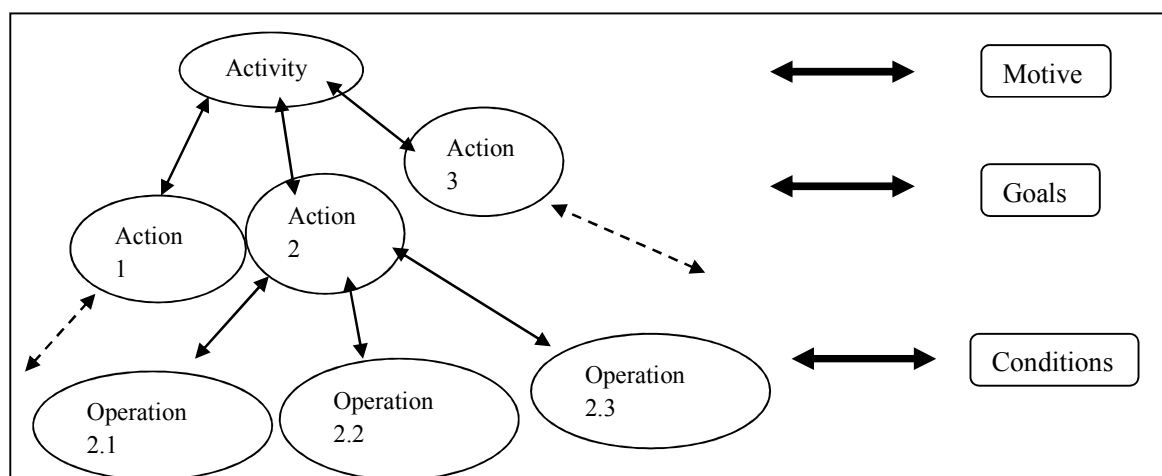 Activity
Motive
Action
3
Goals
Action
2
Action
1
Conditions
Operation
2.3
Operation
2.2
Operation
2.1